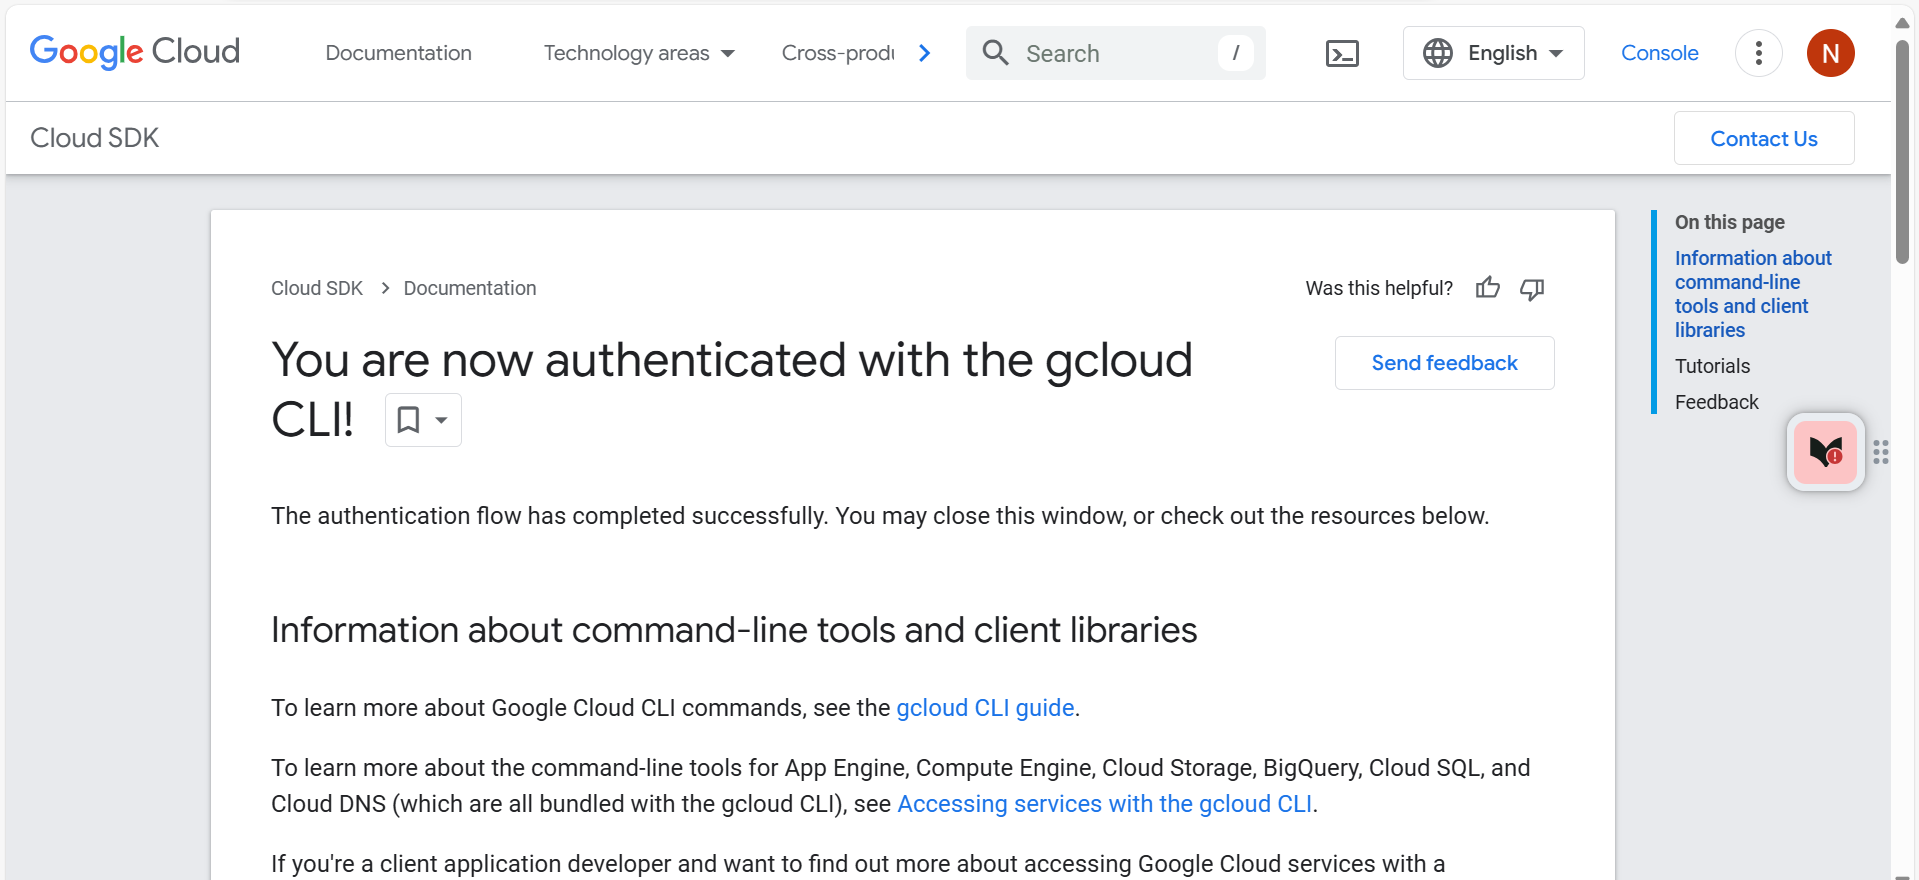 Google Cloud
Documentation
Technology areas
Cross-produ
Search
/
English
Console
N
Cloud SDK
Contact Us
Cloud SDK > Documentation
Was this helpful?
You are now authenticated with the gcloud
CLI!
Send feedback
The authentication flow has completed successfully. You may close this window, or check out the resources below.
Information about command-line tools and client libraries
To learn more about Google Cloud CLI commands, see the gcloud CLI guide.
To learn more about the command-line tools for App Engine, Compute Engine, Cloud Storage, BigQuery, Cloud SQL, and
Cloud DNS (which are all bundled with the gcloud CLI), see Accessing services with the gcloud CLI.
If you're a client application developer and want to find out more about accessing Google Cloud services with a
On this page
Information about
command-line
tools and client
libraries
Tutorials
Feedback